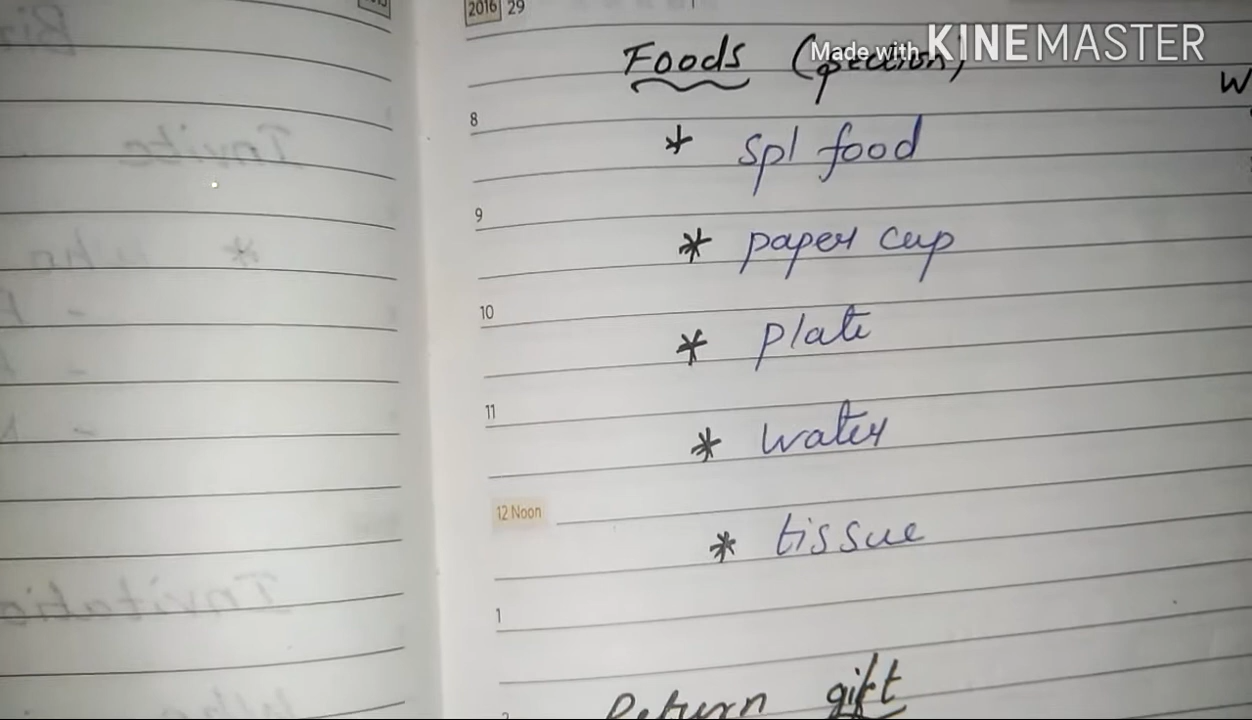 2016 29
Made with KINEMASTER
Foods
8
* Spl food
9
* paper cup
10
* plate
11
* water
12 Noon
* tissue
1
Return gift